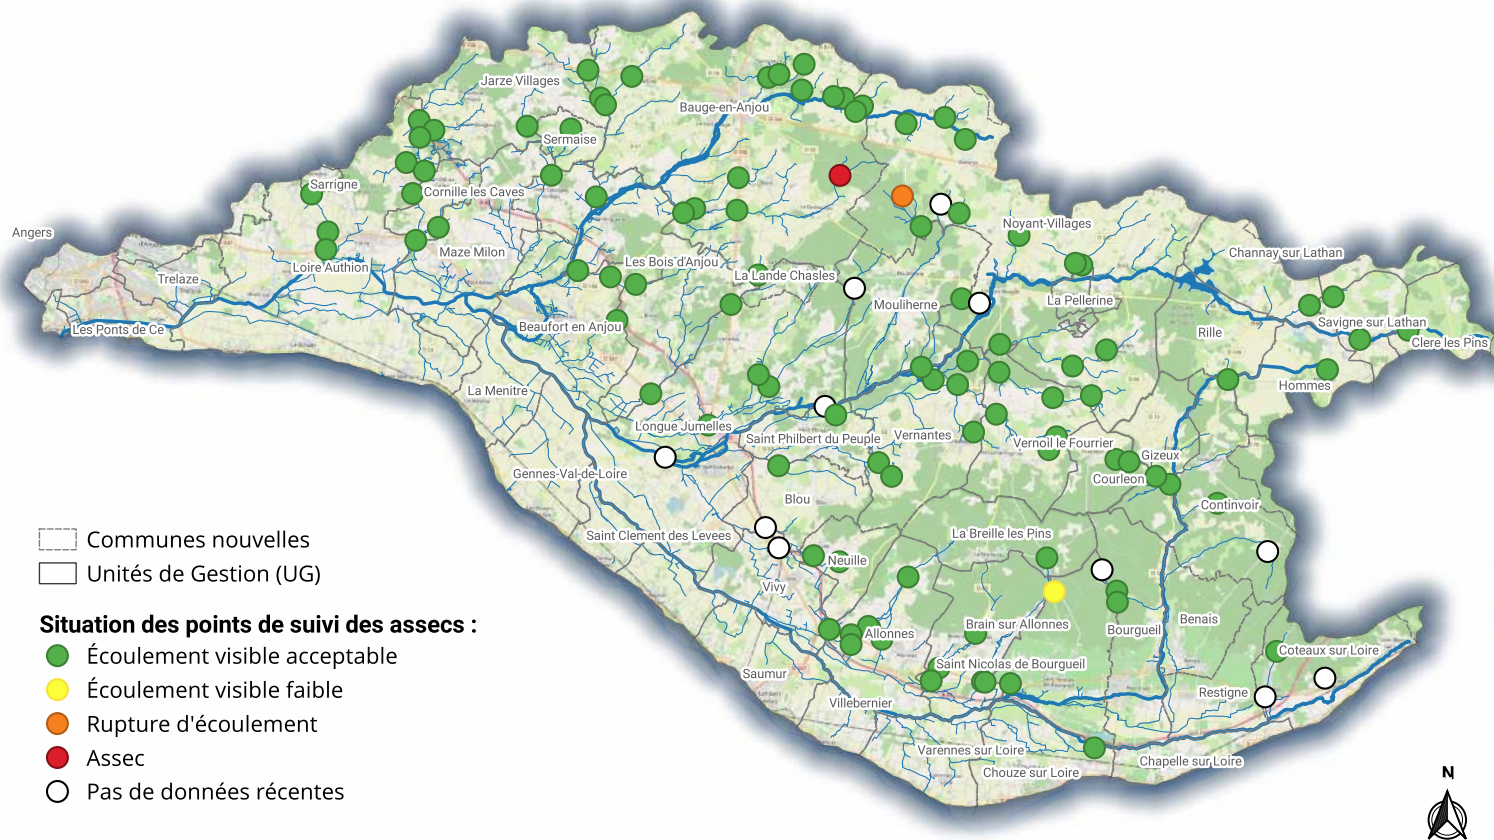 Jarze Villages
Bauge-en-Anjou
Sermaise
Sarrigne
Cornille les Caves
Angers
Noyant-Villages
Maze Milon
Channay sur Lathan
Les Bois d'Anjou
Loire Authion
La Lande Chasles
Trelaze
Mouliherne
La Pellerine
Savigne sur Lathan
Les Ponts de Ce
Beaufort en Anjou
Rille
Clere les Pins
La Menitre
Hommes
Longue Jumelles
Saint Philbert du Peuple
Vernantes
Vernoil le Fourrier
Gizeux
Gennes-Val-de-Loire
Courleon
Blou
Continvoir
Saint Clement des Levees
La Breille les Pins
Neuille
Vivy
Brain sur Allonnes
Benais
Allonnes
Bourgueil
Coteaux sur Loire
Saint Nicolas de Bourgueil
Saumur
Restigne
Villebernier
Varennes sur Loire
Chapelle sur Loire
Chouze sur Loire
Communes nouvelles
Unités de Gestion (UG)
Situation des points de suivi des assecs :
Écoulement visible acceptable
Écoulement visible faible
Rupture d'écoulement
Assec
Pas de données récentes
N